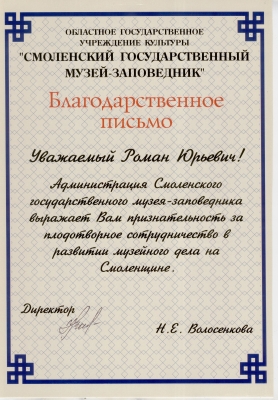 ОБЛАСТНОЕ ГОСУДАРСТВЕННОЕ
УЧРЕЖДЕНИЕ КУЛЬТУРЫ
"СМОЛЕНСКИЙ ГОСУДАРСТВЕННЫЙ
МУЗЕЙ-ЗАПОВЕДНИК"
Благодарственное
письмо
Уважаемый Роман Юрьевич!
Администрация Смоленского
государственного музея-заповедника
выражает Вам признательность за
плодотворное сотрудничество в
развитии музейного дела на
Смоленщине.
Директор
Н.Е. Волосенкова